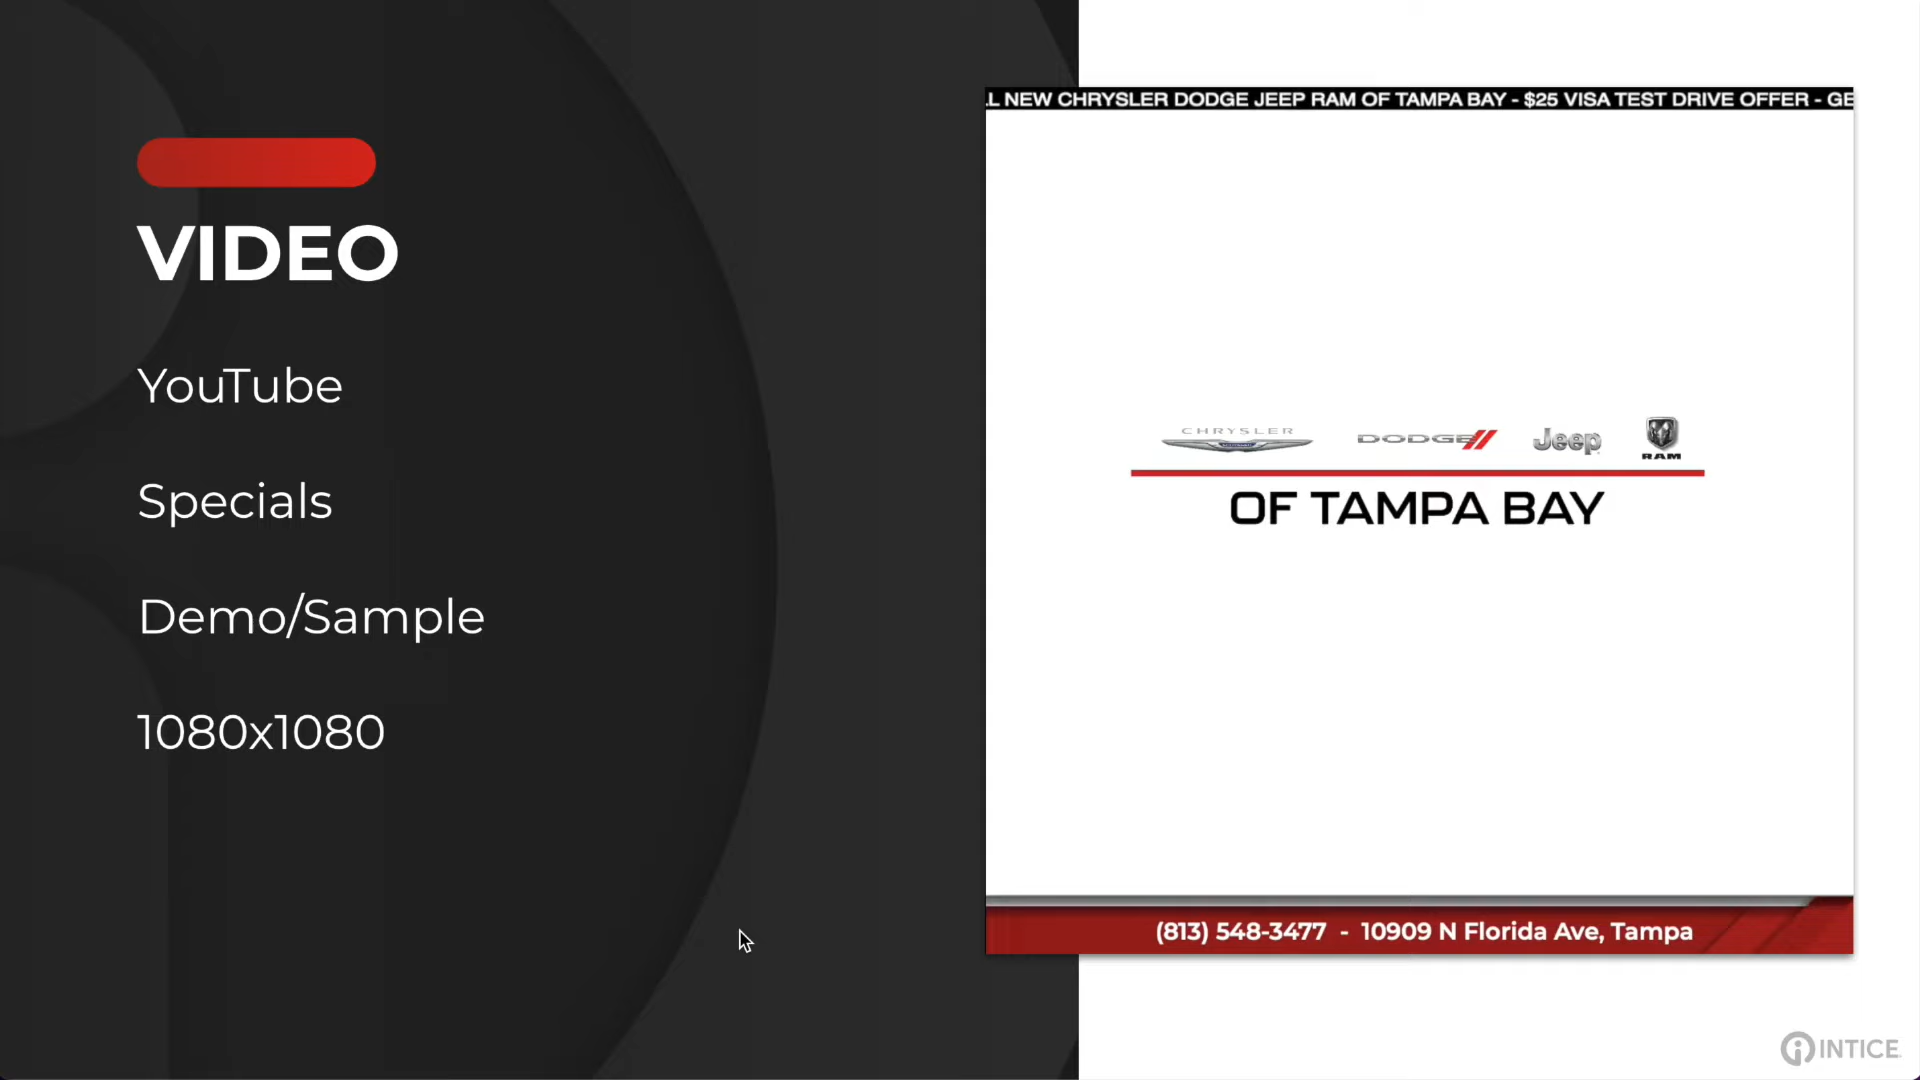 VIDEO
YouTube
Specials
Demo/Sample
1080x1080
NEW CHRYSLER DODGE JEEP RAM OF TAMPA BAY - $25 VISA TEST DRIVE OFFER -
CHRYSLER DODGE Jeep RAM
OF TAMPA BAY
(813) 548-3477 - 10909 N Florida Ave, Tampa
INTICE